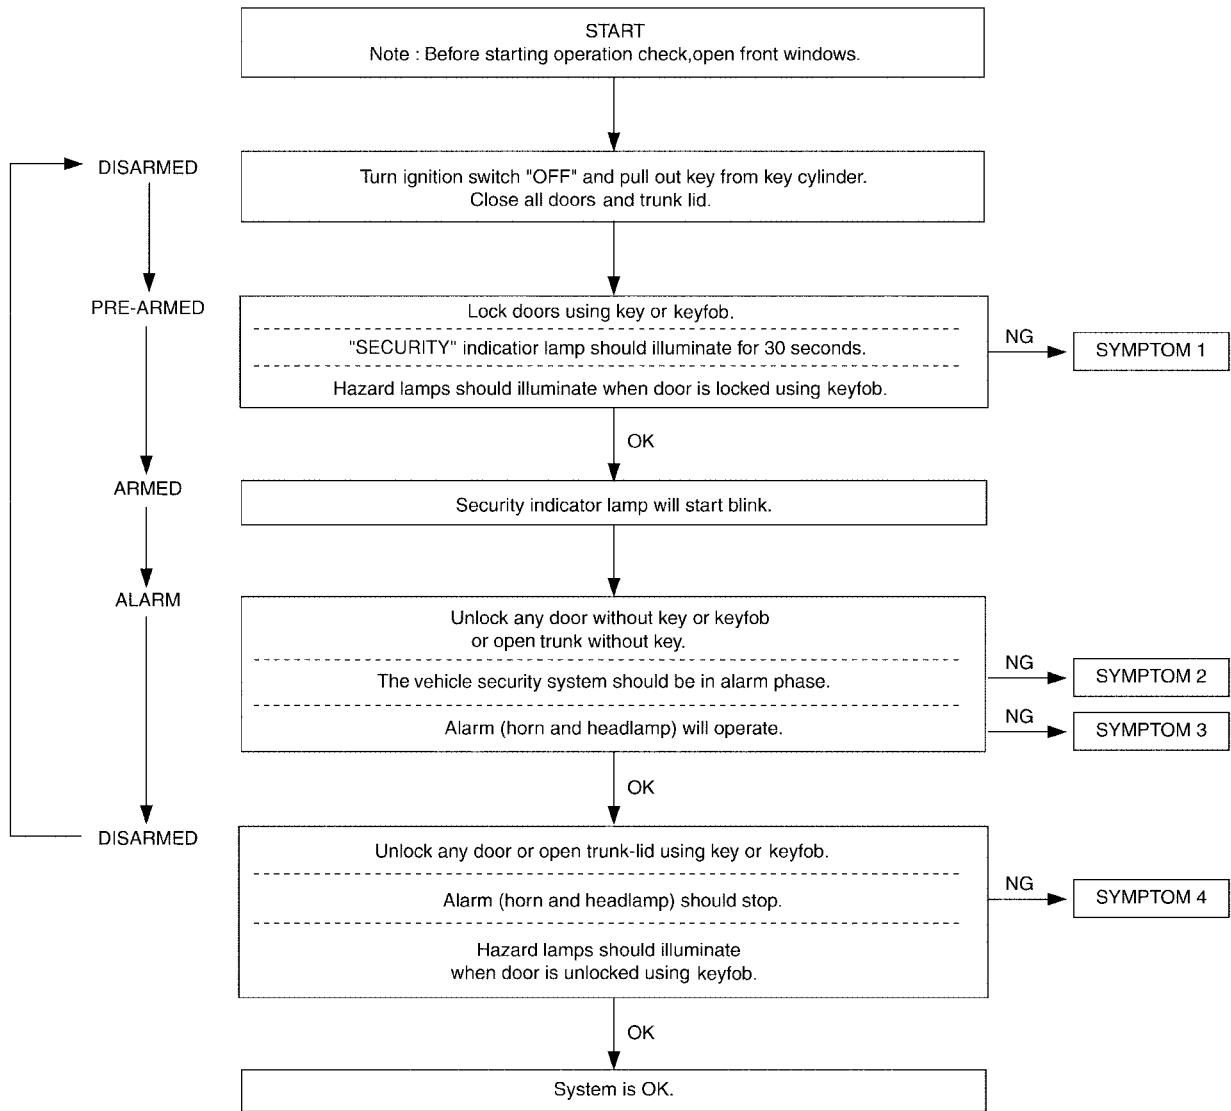 START
Note : Before starting operation check,open front windows.
DISARMED
Turn ignition switch "OFF" and pull out key from key cylinder.
Close all doors and trunk lid.
PRE-ARMED
Lock doors using key or keyfob.
"SECURITY" indicatior lamp should illuminate for 30 seconds.
Hazard lamps should illuminate when door is locked using keyfob.
NG
SYMPTOM 1
OK
ARMED
Security indicator lamp will start blink.
ALARM
Unlock any door without key or keyfob
or open trunk without key.
The vehicle security system should be in alarm phase.
NG
SYMPTOM 2
Alarm (horn and headlamp) will operate.
NG
SYMPTOM 3
OK
DISARMED
Unlock any door or open trunk-lid using key or keyfob.
Alarm (horn and headlamp) should stop.
NG
SYMPTOM 4
Hazard lamps should illuminate
when door is unlocked using keyfob.
OK
System is OK.